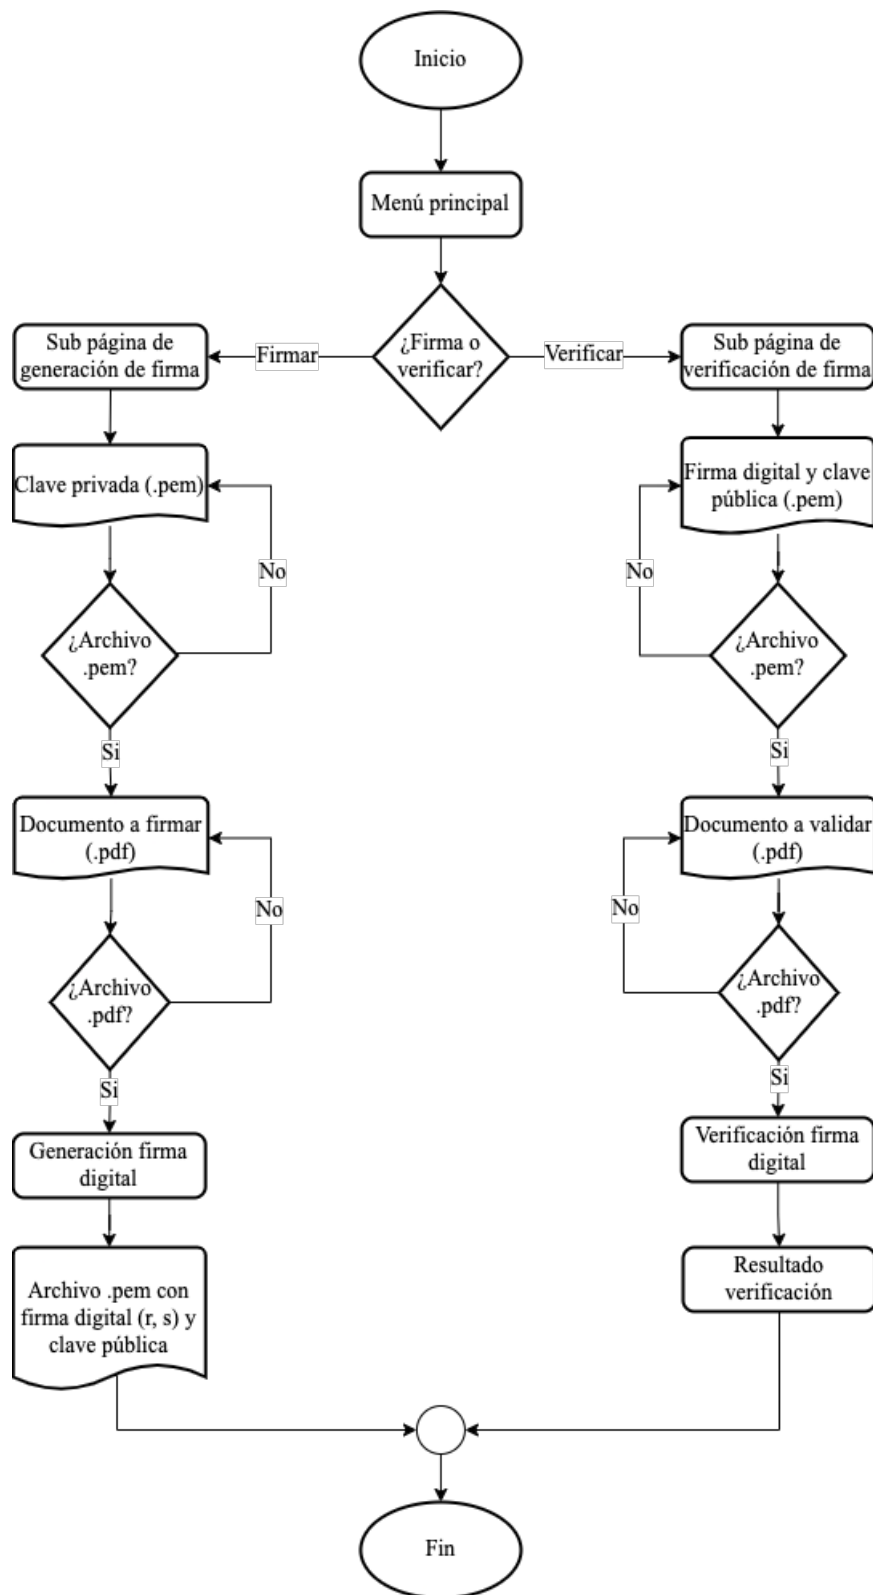 Inicio
Menú principal
¿Firma o
verificar?
Firmar
Verificar
Sub página de
generación de firma
Sub página de
verificación de firma
Clave privada (.pem)
Firma digital y clave
pública (.pem)
No
No
¿Archivo
.pem?
¿Archivo
.pem?
Si
Si
Documento a firmar
(.pdf)
Documento a validar
(.pdf)
No
No
¿Archivo
.pdf?
¿Archivo
.pdf?
Si
Si
Generación firma
digital
Verificación firma
digital
Archivo .pem con
firma digital (r, s) y
clave pública
Resultado
verificación
Fin